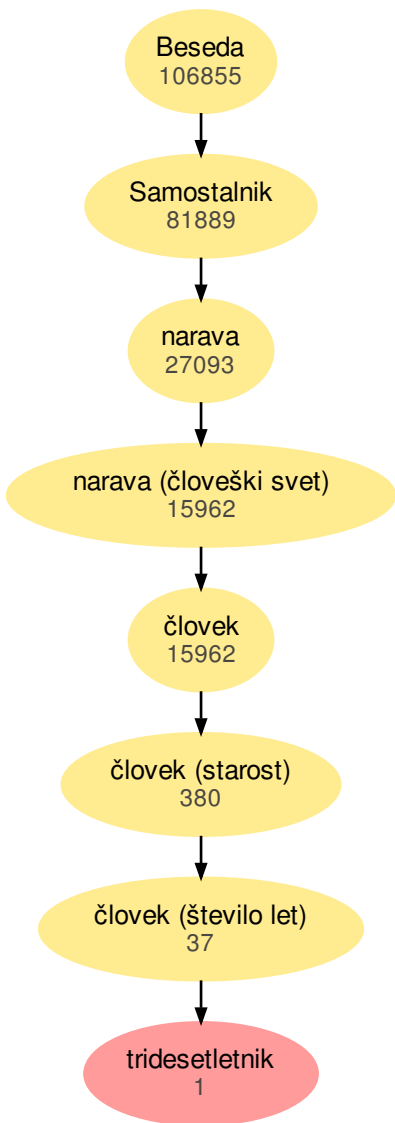 Beseda
106855
Samostalnik
81889
narava
27093
narava (človeški svet)
15962
človek
15962
človek (starost)
380
človek (število let)
37
tridesetletnik
1